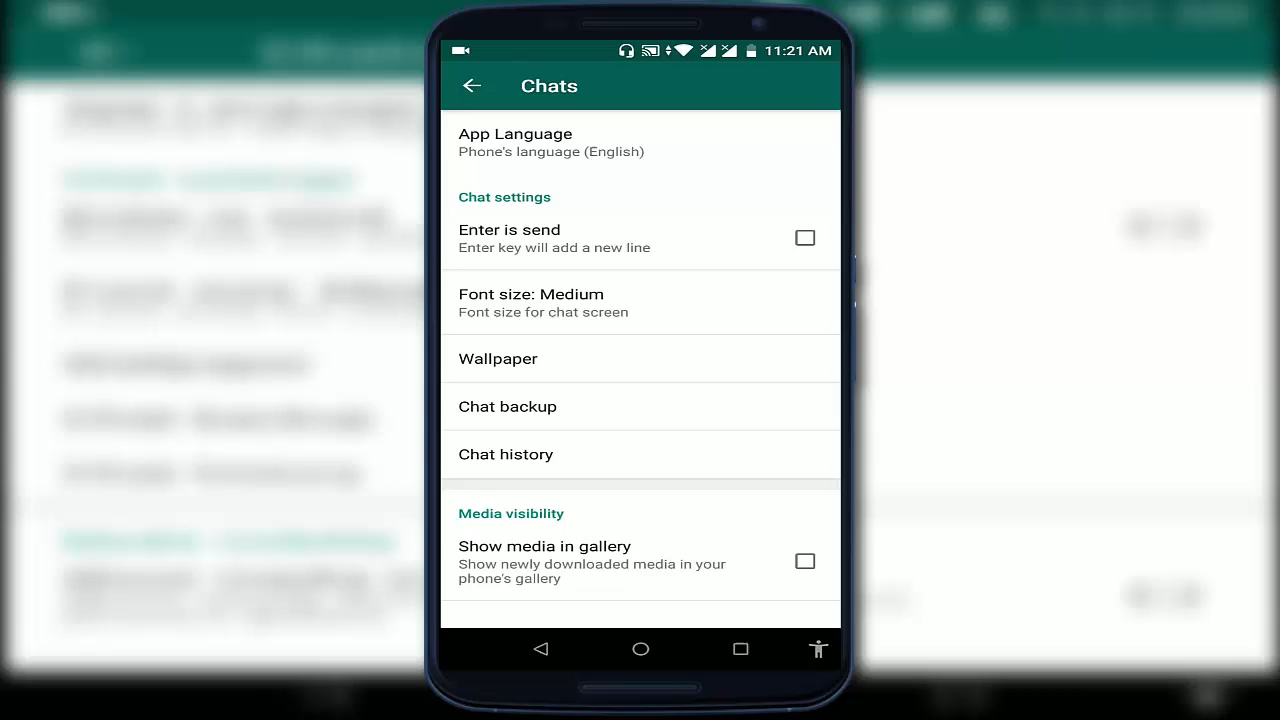 11:21 AM
Chats
App Language
Phone's language (English)
Chat settings
Enter is send
Enter key will add a new line
Font size: Medium
Font size for chat screen
Wallpaper
Chat backup
Chat history
Media visibility
Show media in gallery
Show newly downloaded media in your
phone's gallery